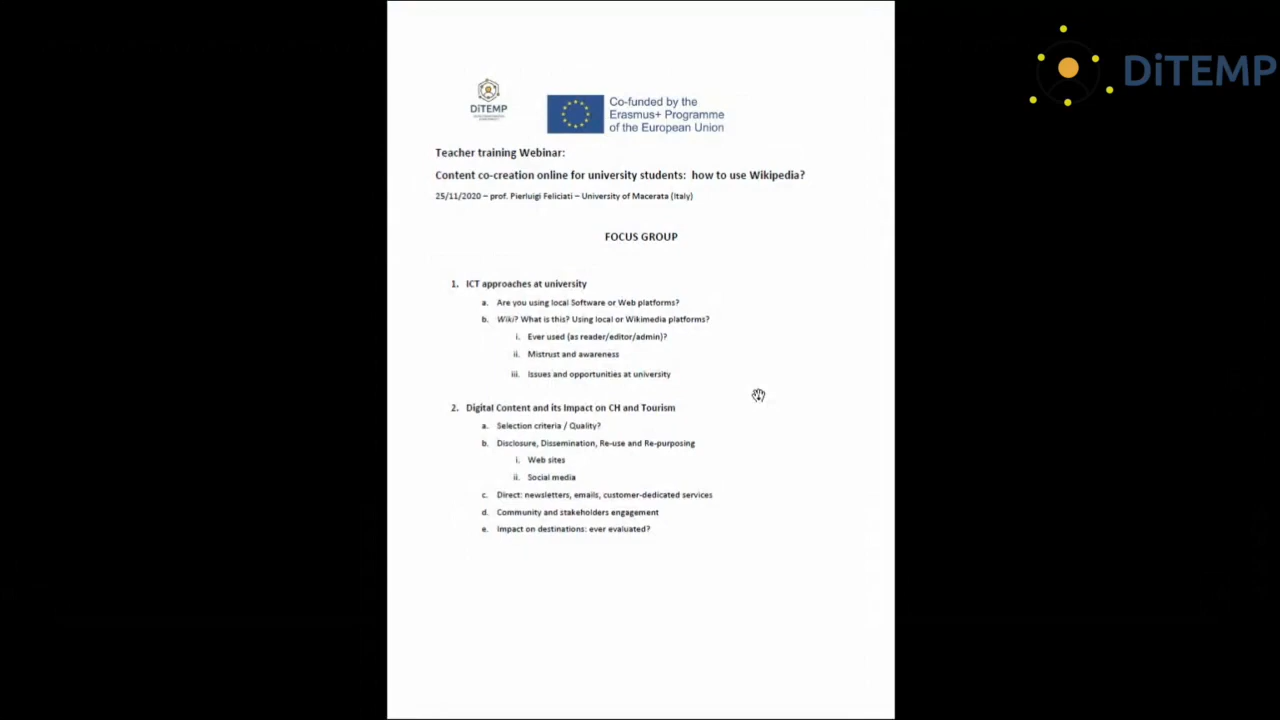 DiTEMP
DiTEMP
Co-funded by the
Erasmus+ Programme
of the European Union
Teacher training Webinar:
Content co-creation online for university students: how to use Wikipedia?
25/11/2020 – prof. Pierluigi Feliciati – University of Macerata (Italy)
FOCUS GROUP
1. ICT approaches at university
a. Are you using local Software or Web platforms?
b. Wiki? What is this? Using local or Wikimedia platforms?
i. Ever used (as reader/editor/admin)?
ii. Mistrust and awareness
iii. Issues and opportunities at university
2. Digital Content and its Impact on CH and Tourism
a. Selection criteria / Quality?
b. Disclosure, Dissemination, Re-use and Re-purposing
i. Web sites
ii. Social media
c. Direct: newsletters, emails, customer-dedicated services
d. Community and stakeholders engagement
e. Impact on destinations: ever evaluated?